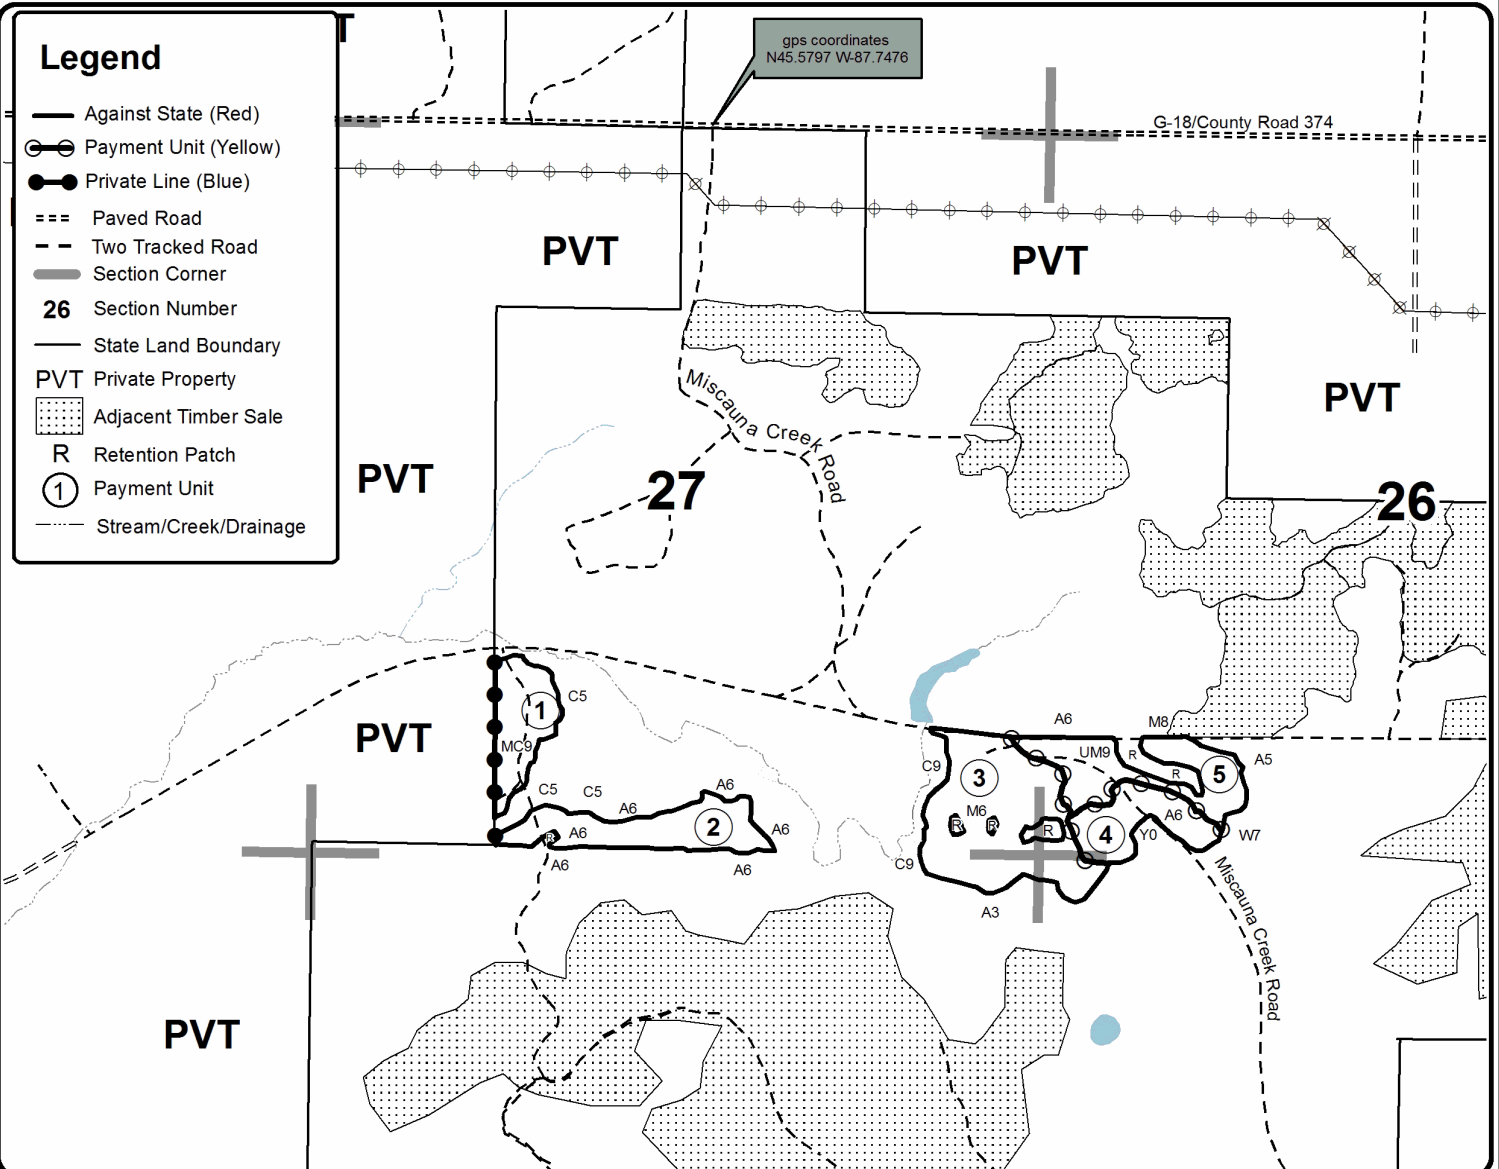 T
Legend
Against State (Red)
Payment Unit (Yellow)
Private Line (Blue)
Paved Road
Two Tracked Road
Section Corner
26 Section Number
State Land Boundary
PVT Private Property
Adjacent Timber Sale
R Retention Patch
1 Payment Unit
Stream/Creek/Drainage
gps coordinates
N45.5797 W-87.7476
G-18/County Road 374
PVT
PVT
PVT
PVT
Miscauna Creek Road
27
26
PVT
1
C5
MC9
C5
C5
A6
A6
2
A6
R
A6
A6
A6
A6
M8
C9
3
UM9
R
R
5
A5
M6
R
R
R
4
Y0
A6
W7
C9
A3
Miscauna Creek Road
PVT